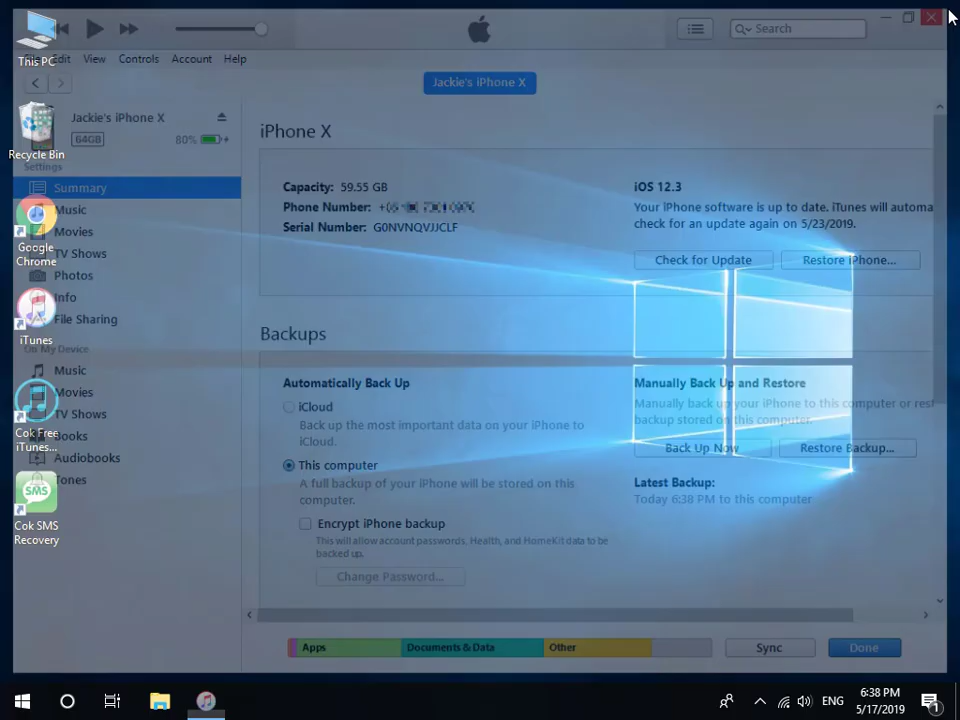 This PC
Search
Edit View Controls Account Help
Jackie's iPhone X
Recycle Bin
Jackie's iPhone X
64GB
80%
Settings
Summary
Music
Movies
TV Shows
Photos
Info
File Sharing
On My Device
Music
Movies
TV Shows
Books
Audiobooks
Tones
Google
Chrome
iTunes
Cok Free
iTunes...
SMS
Cok SMS
Recovery
iPhone X
Capacity: 59.55 GB
Phone Number:
Serial Number: G0NVNQVJJCLF
iOS 12.3
Your iPhone software is up to date. iTunes will automa
check for an update again on 5/23/2019.
Check for Update
Restore iPhone...
Backups
Automatically Back Up
iCloud
Back up the most important data on your iPhone to
iCloud.
This computer
A full backup of your iPhone will be stored on this
computer.
Encrypt iPhone backup
This will allow account passwords, Health, and HomeKit data to be
backed up.
Change Password...
Manually Back Up and Restore
Manually back up your iPhone to this computer or rest
backup stored on this computer.
Back Up Now
Restore Backup...
Latest Backup:
Today 6:38 PM to this computer
Apps
Documents & Data
Other
Sync
Done
ENG
6:38 PM
5/17/2019
1